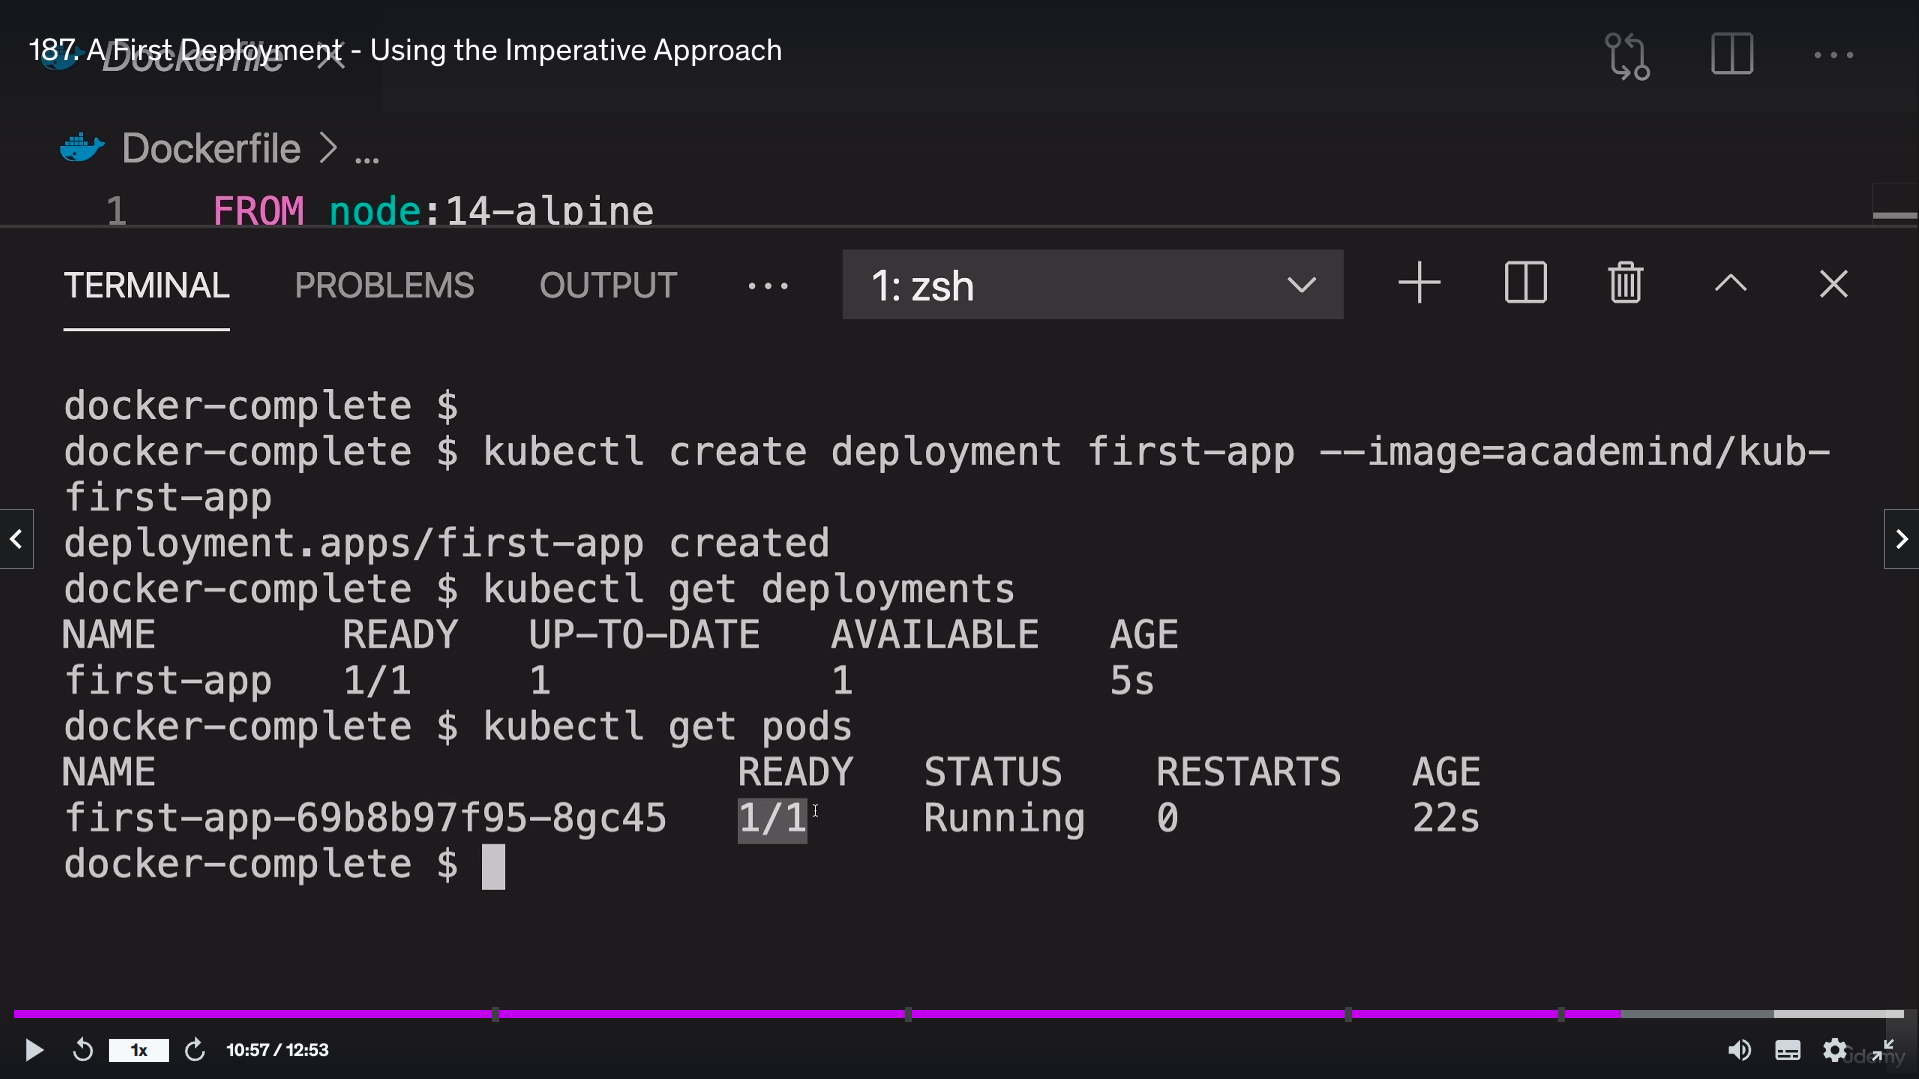 187. A First Deployment - Using the Imperative Approach
Dockerfile
Dockerfile > ...
1 FROM node:14-alpine
TERMINAL PROBLEMS OUTPUT ... 1: zsh
docker-complete $
docker-complete $ kubectl create deployment first-app --image=academind/kub-
first-app
deployment.apps/first-app created
docker-complete $ kubectl get deployments
NAME READY UP-TO-DATE AVAILABLE AGE
first-app 1/1 1 1 5s
docker-complete $ kubectl get pods
NAME READY STATUS RESTARTS AGE
first-app-69b8b97f95-8gc45 1/1 Running 0 22s
docker-complete $
1x 10:57 / 12:53
udemy